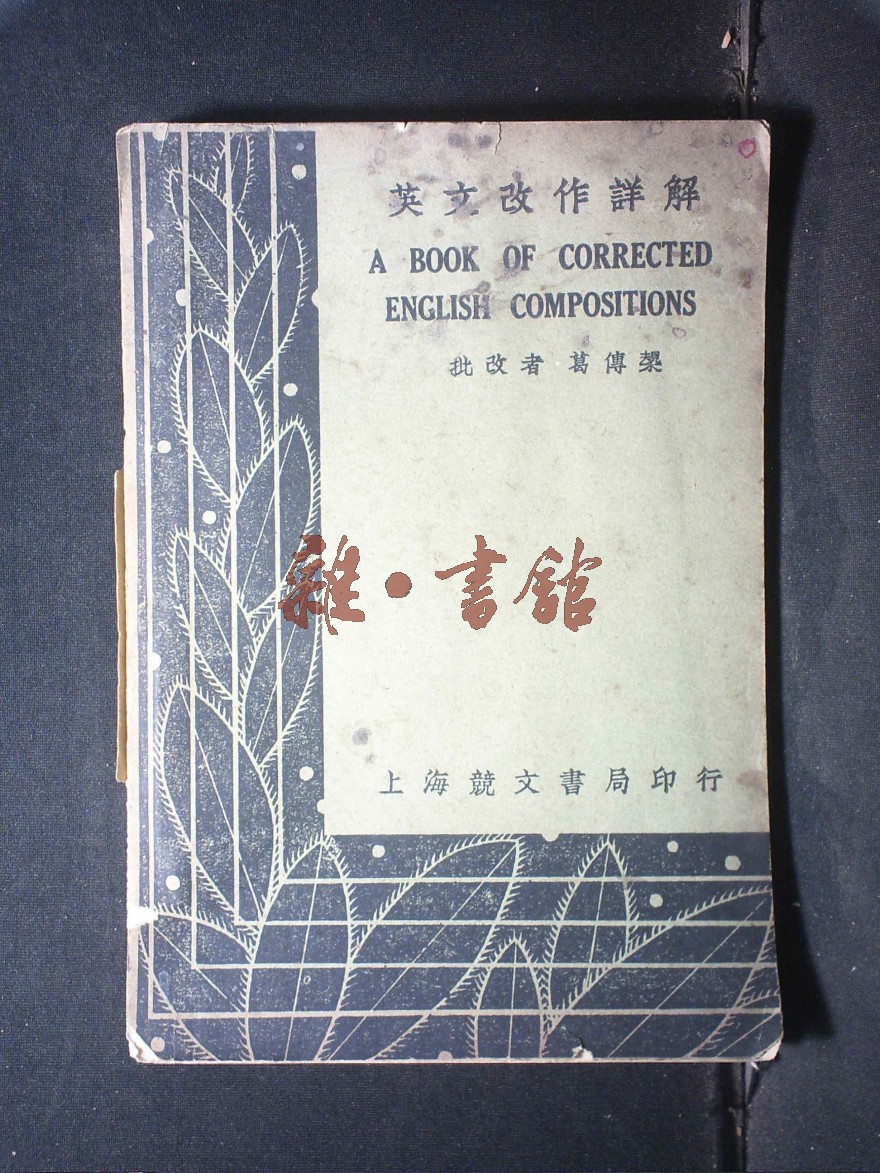 英文改作詳解
A BOOK OF CORRECTED
ENGLISH COMPOSITIONS
批改者 葛傳槼
雜·書館
上海競文書局印行